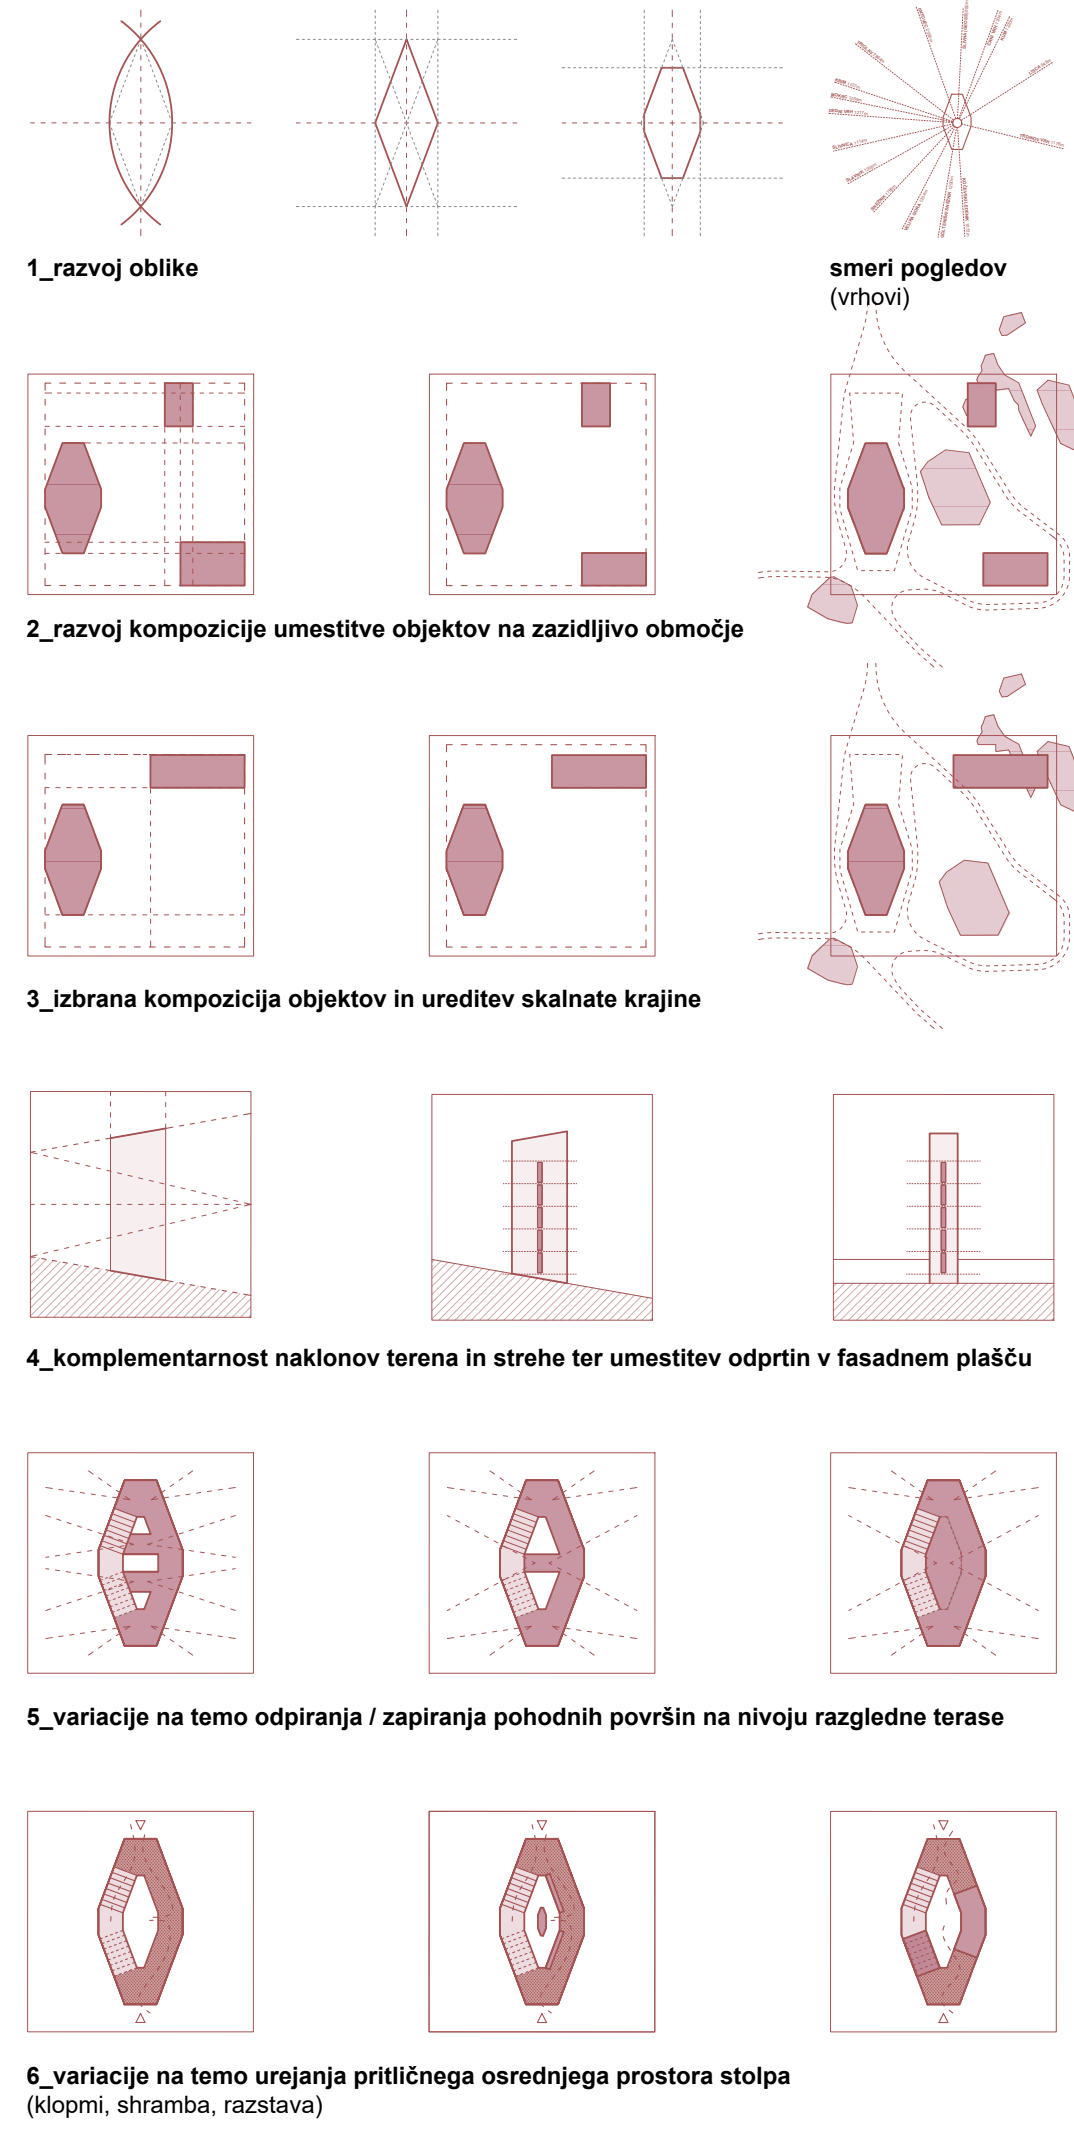 1_razvoj oblike
smeri pogledov
(vrhovi)
2_razvoj kompozicije umestitve objektov na zazidljivo območje
3_izbrana kompozicija objektov in ureditev skalnate krajine
4_komplementarnost naklonov terena in strehe ter umestitev odprtin v fasadnem plašču
5_variacije na temo odpiranja / zapiranja pohodnih površin na nivoju razgledne terase
6_variacije na temo urejanja pritličnega osrednjega prostora stolpa
(klopmi, shramba, razstava)